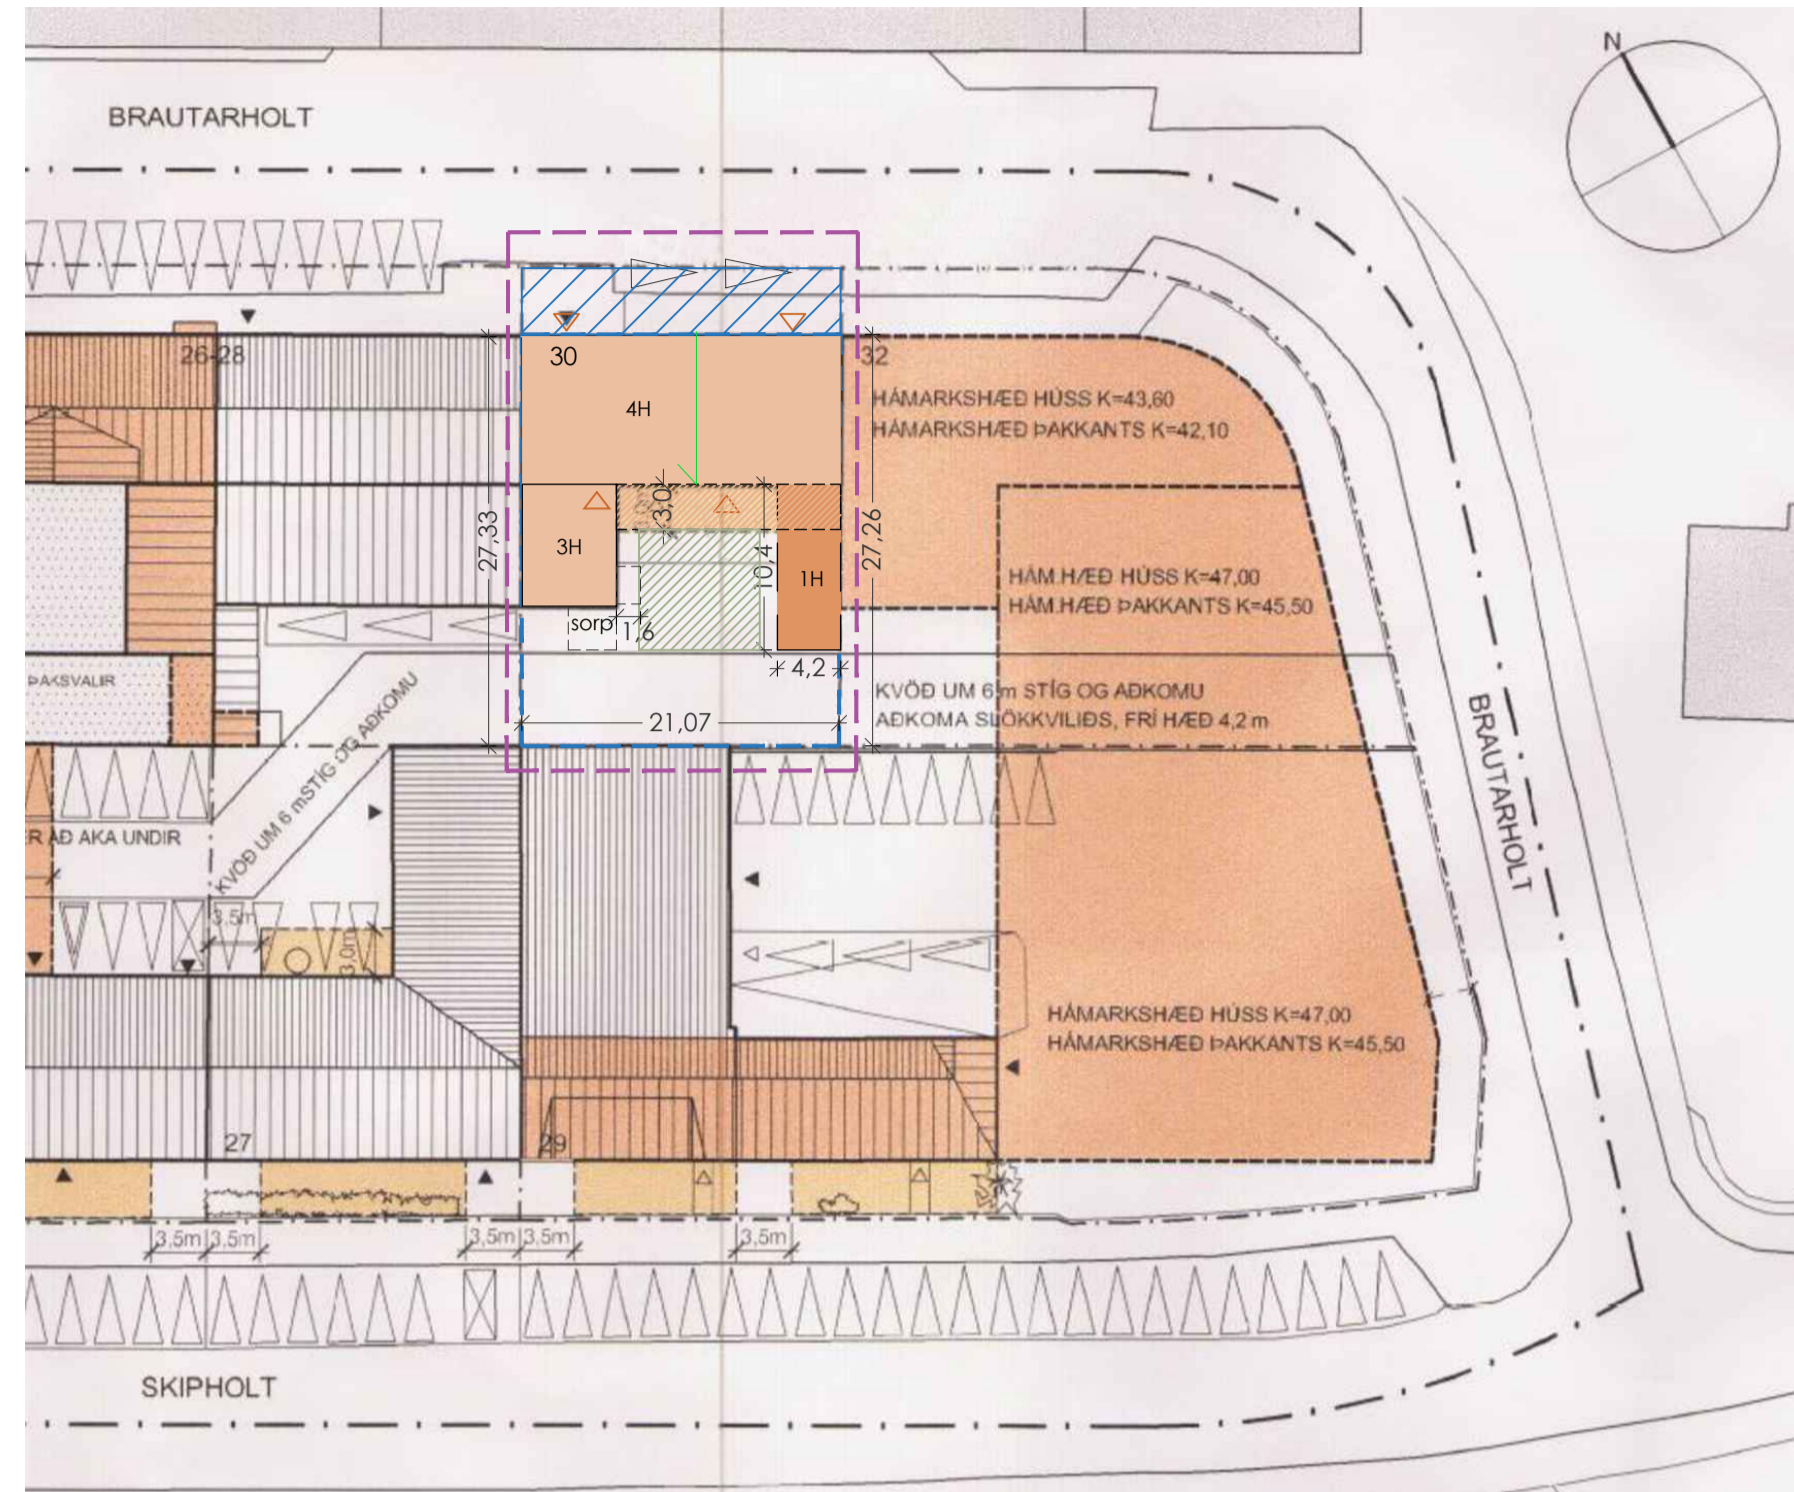 N
BRAUTARHOLT
26-28
30
32
4H
HÁMARKSHÆÐ HÚSS K=43,60
HÁMARKSHÆÐ ÞAKKANTS K=42,10
27,33
3,0
27,26
3H
10,4
1H
HÁM.HÆÐ HÚSS K=47,00
HÁM.HÆÐ ÞAKKANTS K=45,50
sorp
1,6
4,2
ÞAKSVALIR
KVÖÐ UM 6 m STÍG OG AÐKOMU
AÐKOMA SLÖKKVILIÐS, FRÍ HÆÐ 4,2 m
21,07
KVÖÐ UM 6 m STÍG OG AÐKOMU
BRAUTARHOLT
ER AÐ AKA UNDIR
3,5m
3,0m
HÁMARKSHÆÐ HÚSS K=47,00
HÁMARKSHÆÐ ÞAKKANTS K=45,50
27
29
3,5m 3,5m
3,5m 3,5m
3,5m
SKIPHOLT